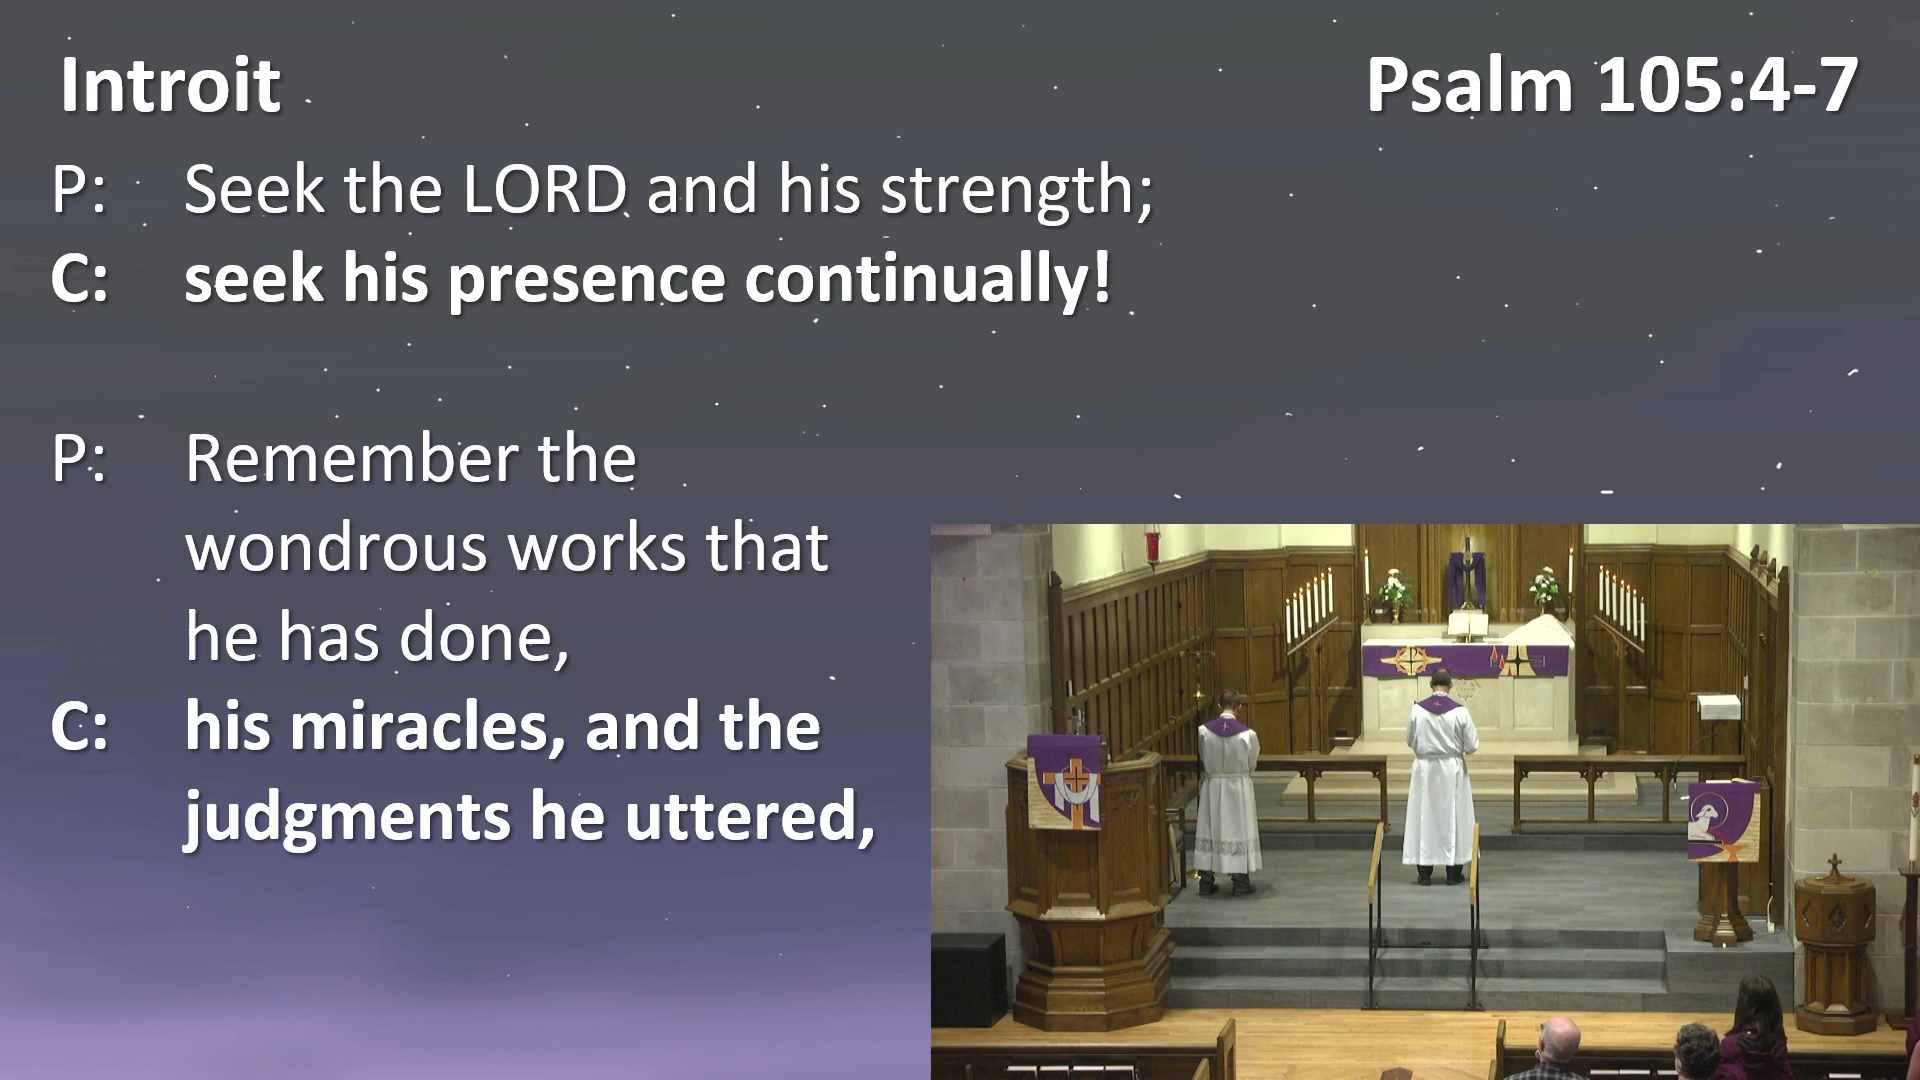 Introit
Psalm 105:4-7
P: Seek the LORD and his strength;
C: seek his presence continually!
P: Remember the
wondrous works that
he has done,
C: his miracles, and the
judgments he uttered,